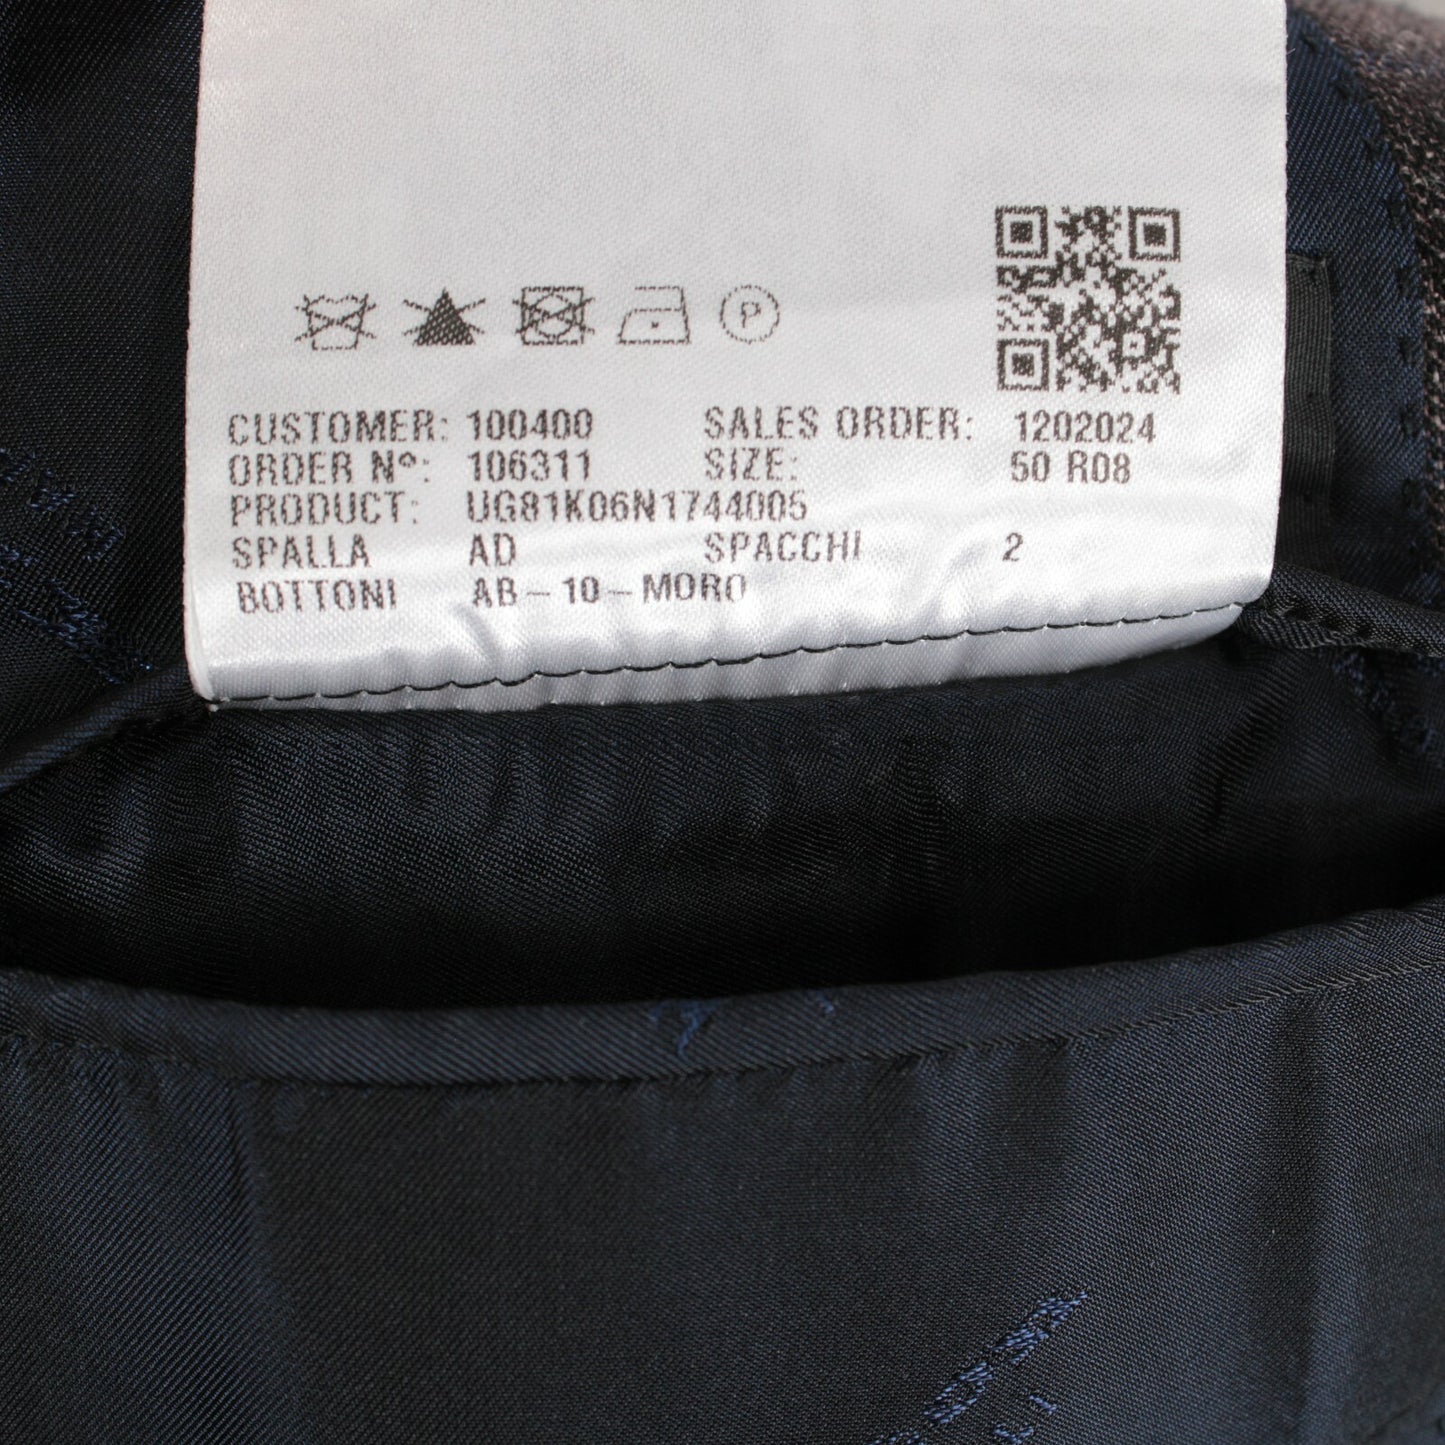 P
CUSTOMER: 100400 SALES ORDER: 1202024
ORDER Nº: 106311 SIZE: 50 R08
PRODUCT: UG81K06N1744005
SPALLA AD SPACCHI 2
BOTTONI AB-10-MORO